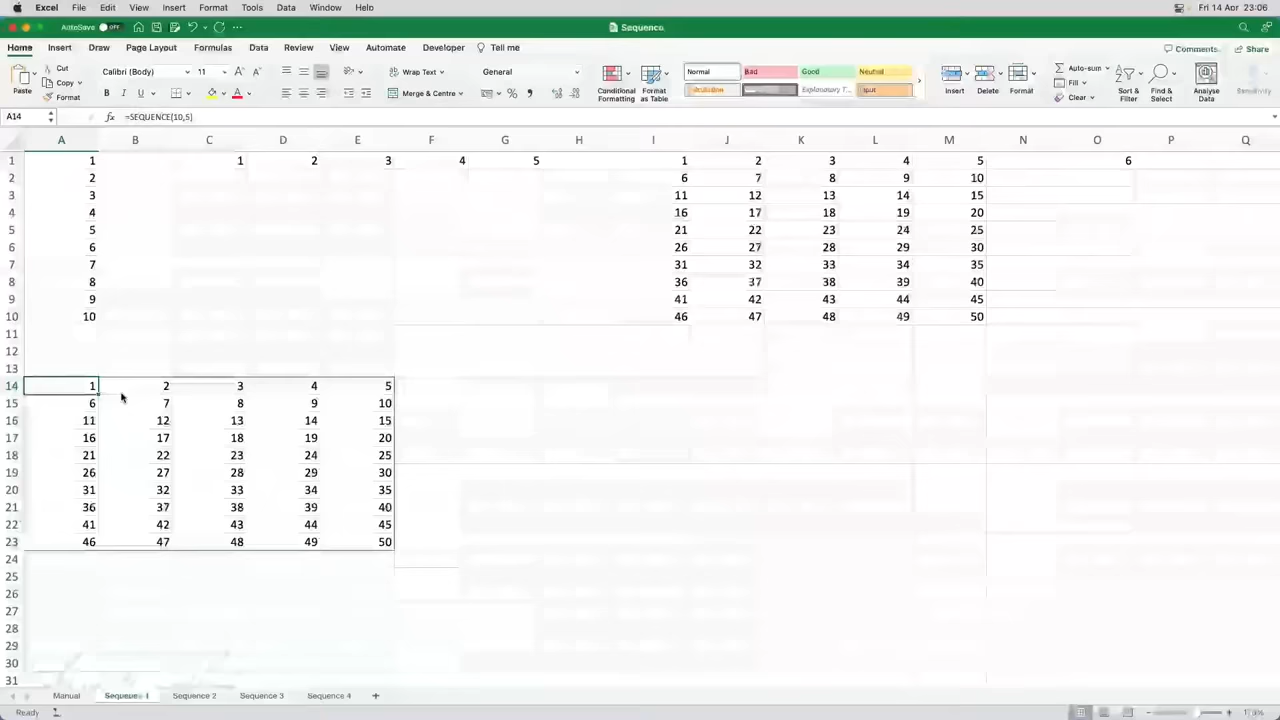 Excel File Edit View Insert Format Tools Data Window Help Fri 14 Apr 23:06
AutoSave OFF Sequence
Home Insert Draw Page Layout Formulas Data Review View Automate Developer Tell me Comments Share
Paste Cut Copy Format Calibri (Body) 11 Wrap Text General Normal Bad Good Neutral Auto-sum
B I U Merge & Centre % Conditional Formatting Format as Table Calculation Explanatory T... Input Insert Delete Format Fill Clear Sort & Filter Find & Select Analyse Data Sensitivity
A14 fx =SEQUENCE(10,5)
A B C D E F G H I J K L M N O P Q
1 1 1 2 3 4 5 1 2 3 4 5 6
2 2 6 7 8 9 10
3 3 11 12 13 14 15
4 4 16 17 18 19 20
5 5 21 22 23 24 25
6 6 26 27 28 29 30
7 7 31 32 33 34 35
8 8 36 37 38 39 40
9 9 41 42 43 44 45
10 10 46 47 48 49 50
11
12
13
14 1 2 3 4 5
15 6 7 8 9 10
16 11 12 13 14 15
17 16 17 18 19 20
18 21 22 23 24 25
19 26 27 28 29 30
20 31 32 33 34 35
21 36 37 38 39 40
22 41 42 43 44 45
23 46 47 48 49 50
24
25
26
27
28
29
30
31
Manual Sequence 1 Sequence 2 Sequence 3 Sequence 4 +
Ready